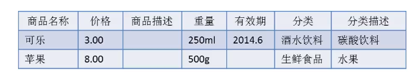 商品名称 价格 商品描述 重量 有效期 分类 分类描述
可乐 3.00 250ml 2014.6 酒水饮料 碳酸饮料
苹果 8.00 500g 生鲜食品 水果